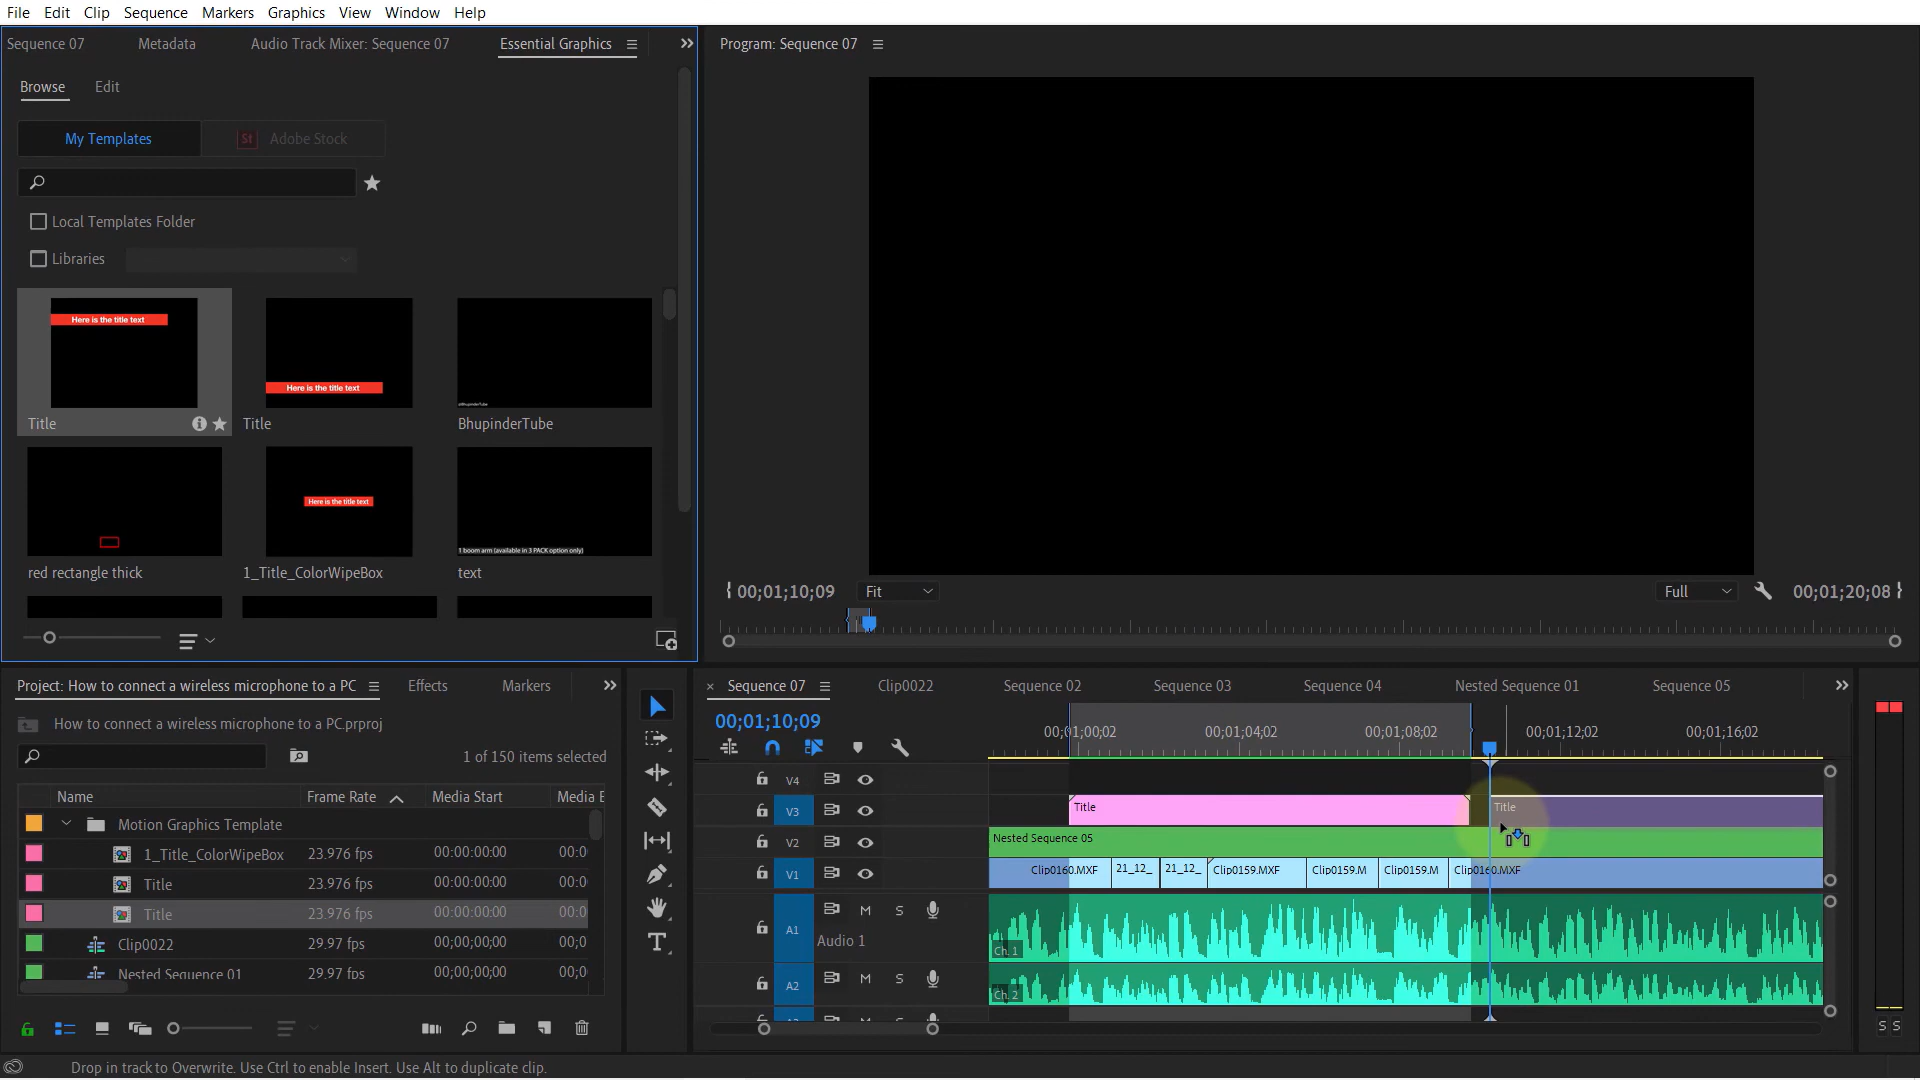 File Edit Clip Sequence Markers Graphics View Window Help
Sequence 07 Metadata Audio Track Mixer: Sequence 07 Essential Graphics
Program: Sequence 07
Browse Edit
My Templates St Adobe Stock
Local Templates Folder
Libraries
Here is the title text
Here is the title text
Title Title BhupinderTube
Here is the title text
1 boom arm (available in 3 PACK option only)
red rectangle thick 1_Title_ColorWipeBox text
00;01;10;09 Fit Full 00;01;20;08
Project: How to connect a wireless microphone to a PC Effects Markers
How to connect a wireless microphone to a PC.prproj
1 of 150 items selected
Name Frame Rate Media Start Media E
Motion Graphics Template
1_Title_ColorWipeBox 23.976 fps 00:00:00:00 00:0
Title 23.976 fps 00:00:00:00 00:0
Title 23.976 fps 00:00:00:00 00:0
Clip0022 29.97 fps 00;00;00;00 00;0
Nested Sequence 01 29.97 fps 00;00;00;00 00;0
× Sequence 07 Clip0022 Sequence 02 Sequence 03 Sequence 04 Nested Sequence 01 Sequence 05
00;01;10;09
00;01;00;02 00;01;04;02 00;01;08;02 00;01;12;02 00;01;16;02
V4
V3 Title Title
V2 Nested Sequence 05
V1 Clip0160.MXF 21_12_ 21_12_ Clip0159.MXF Clip0159.M Clip0159.M Clip0160.MXF
A1 M S
Audio 1
Ch. 1
A2 M S
Ch. 2
S S
Drop in track to Overwrite. Use Ctrl to enable Insert. Use Alt to duplicate clip.